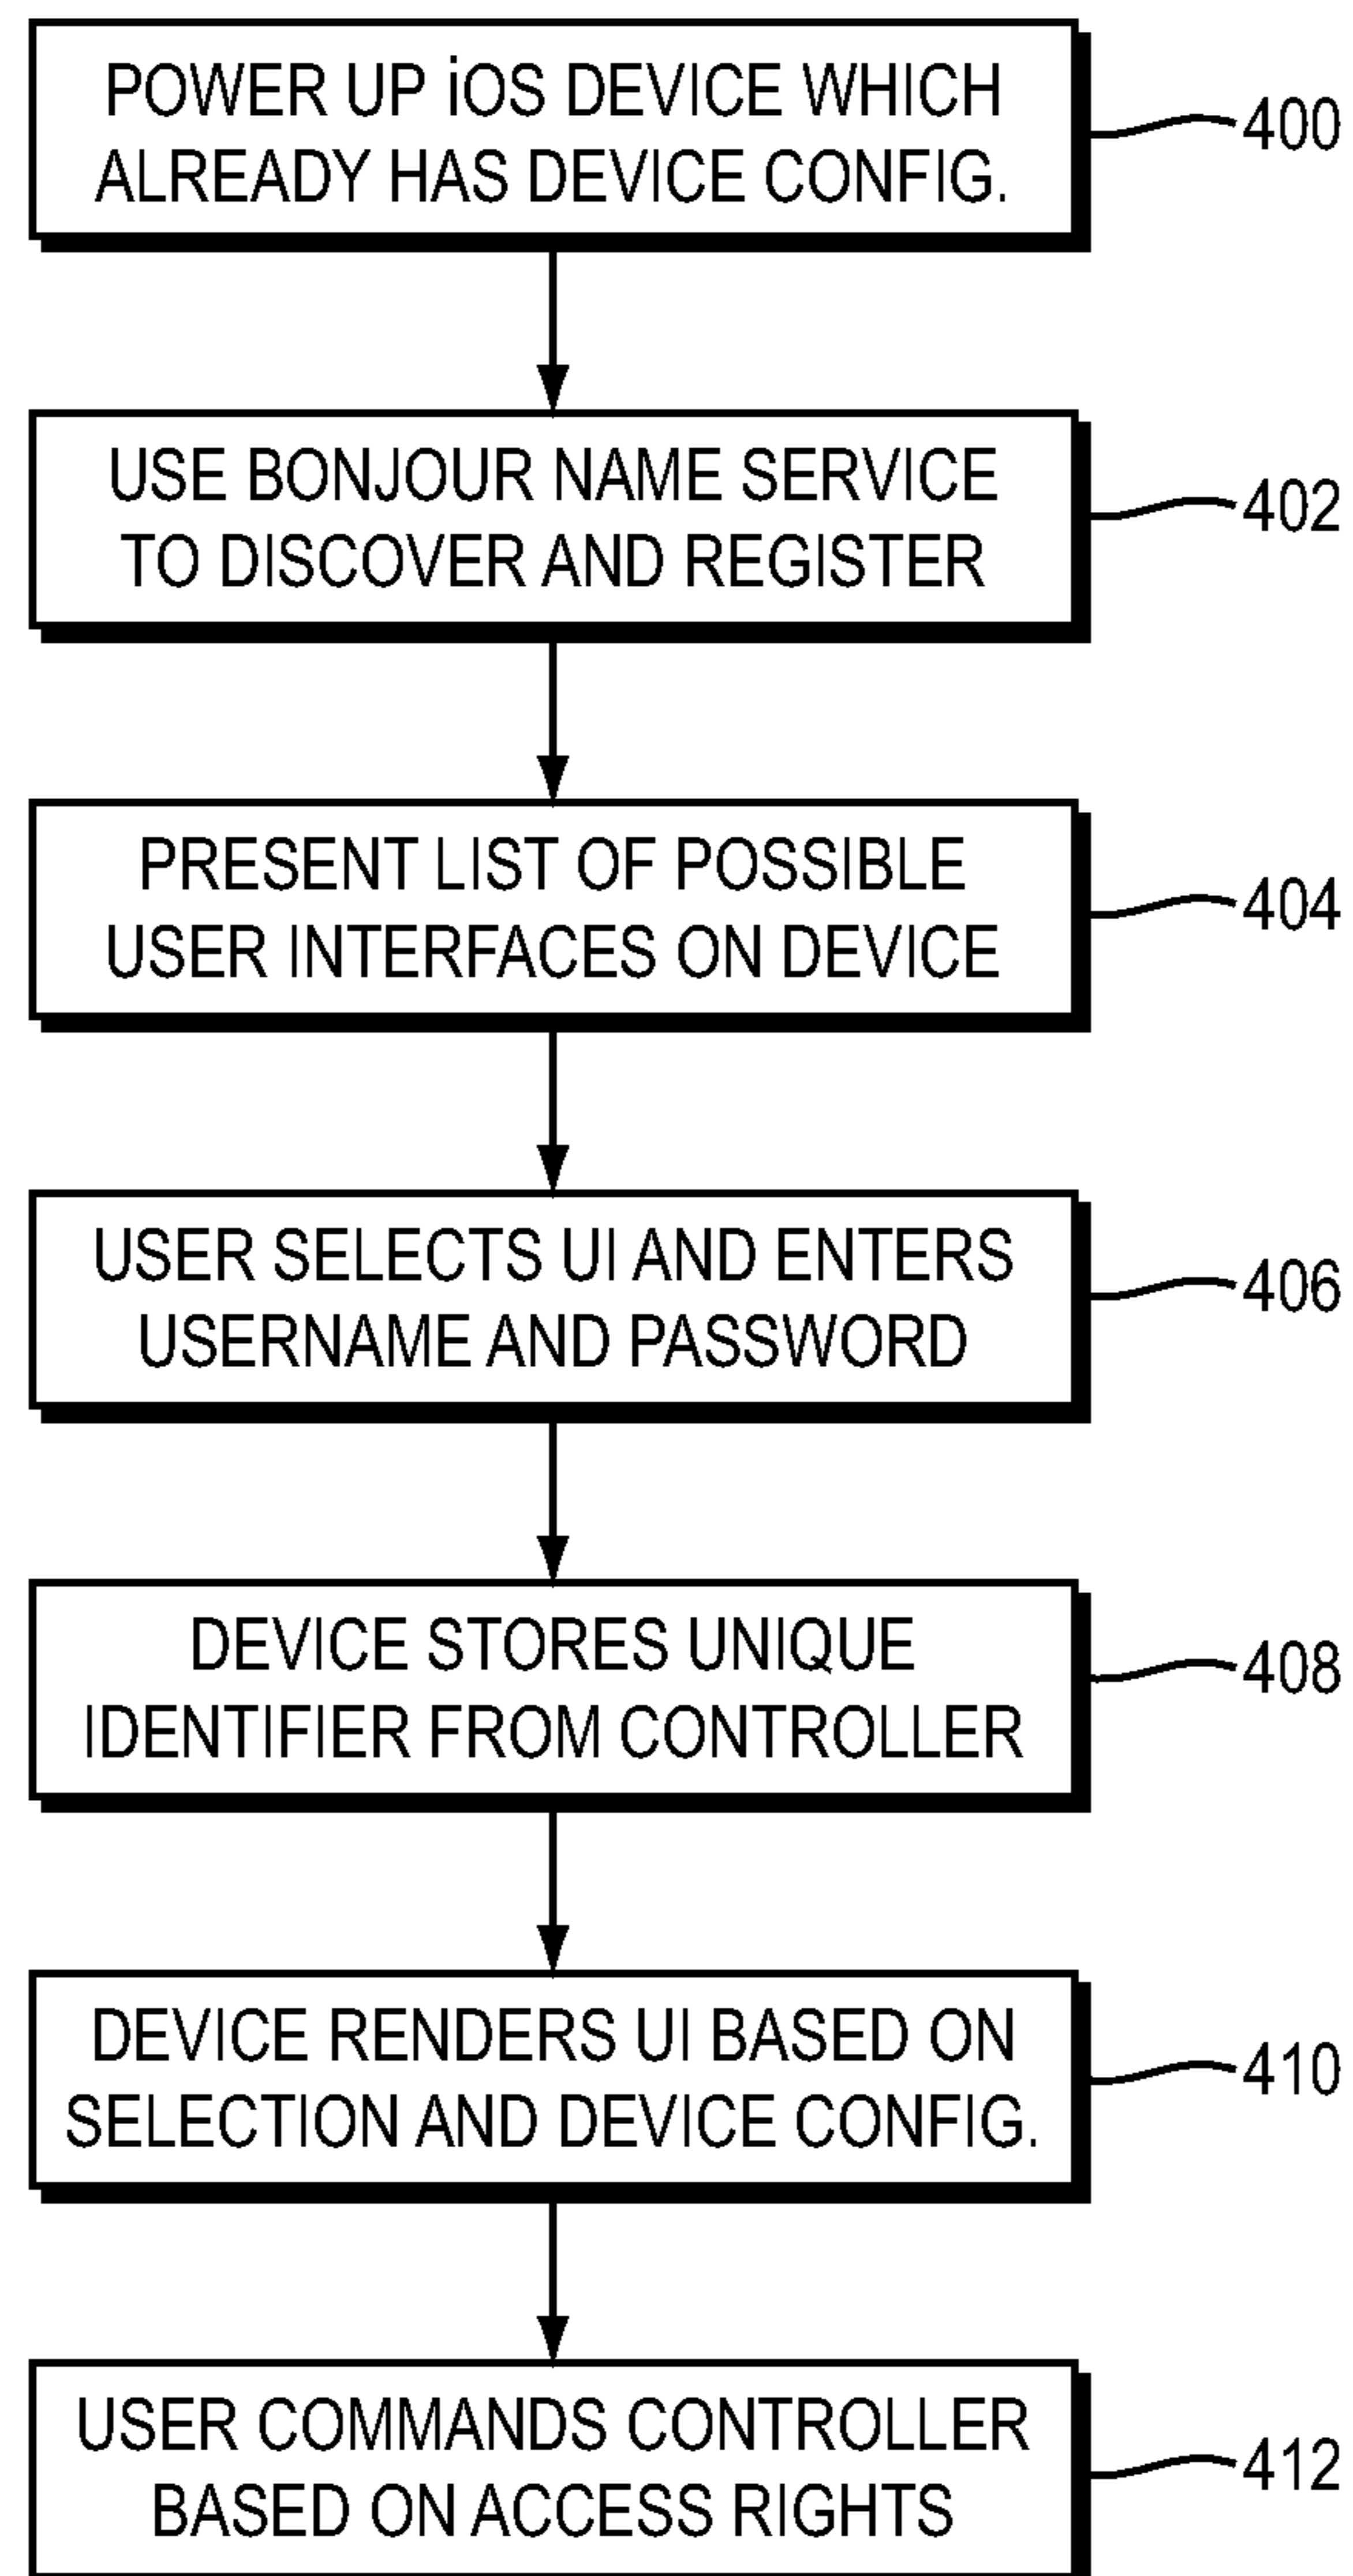 POWER UP iOS DEVICE WHICH
ALREADY HAS DEVICE CONFIG.
400
USE BONJOUR NAME SERVICE
TO DISCOVER AND REGISTER
402
PRESENT LIST OF POSSIBLE
USER INTERFACES ON DEVICE
404
USER SELECTS UI AND ENTERS
USERNAME AND PASSWORD
406
DEVICE STORES UNIQUE
IDENTIFIER FROM CONTROLLER
408
DEVICE RENDERS UI BASED ON
SELECTION AND DEVICE CONFIG.
410
USER COMMANDS CONTROLLER
BASED ON ACCESS RIGHTS
412